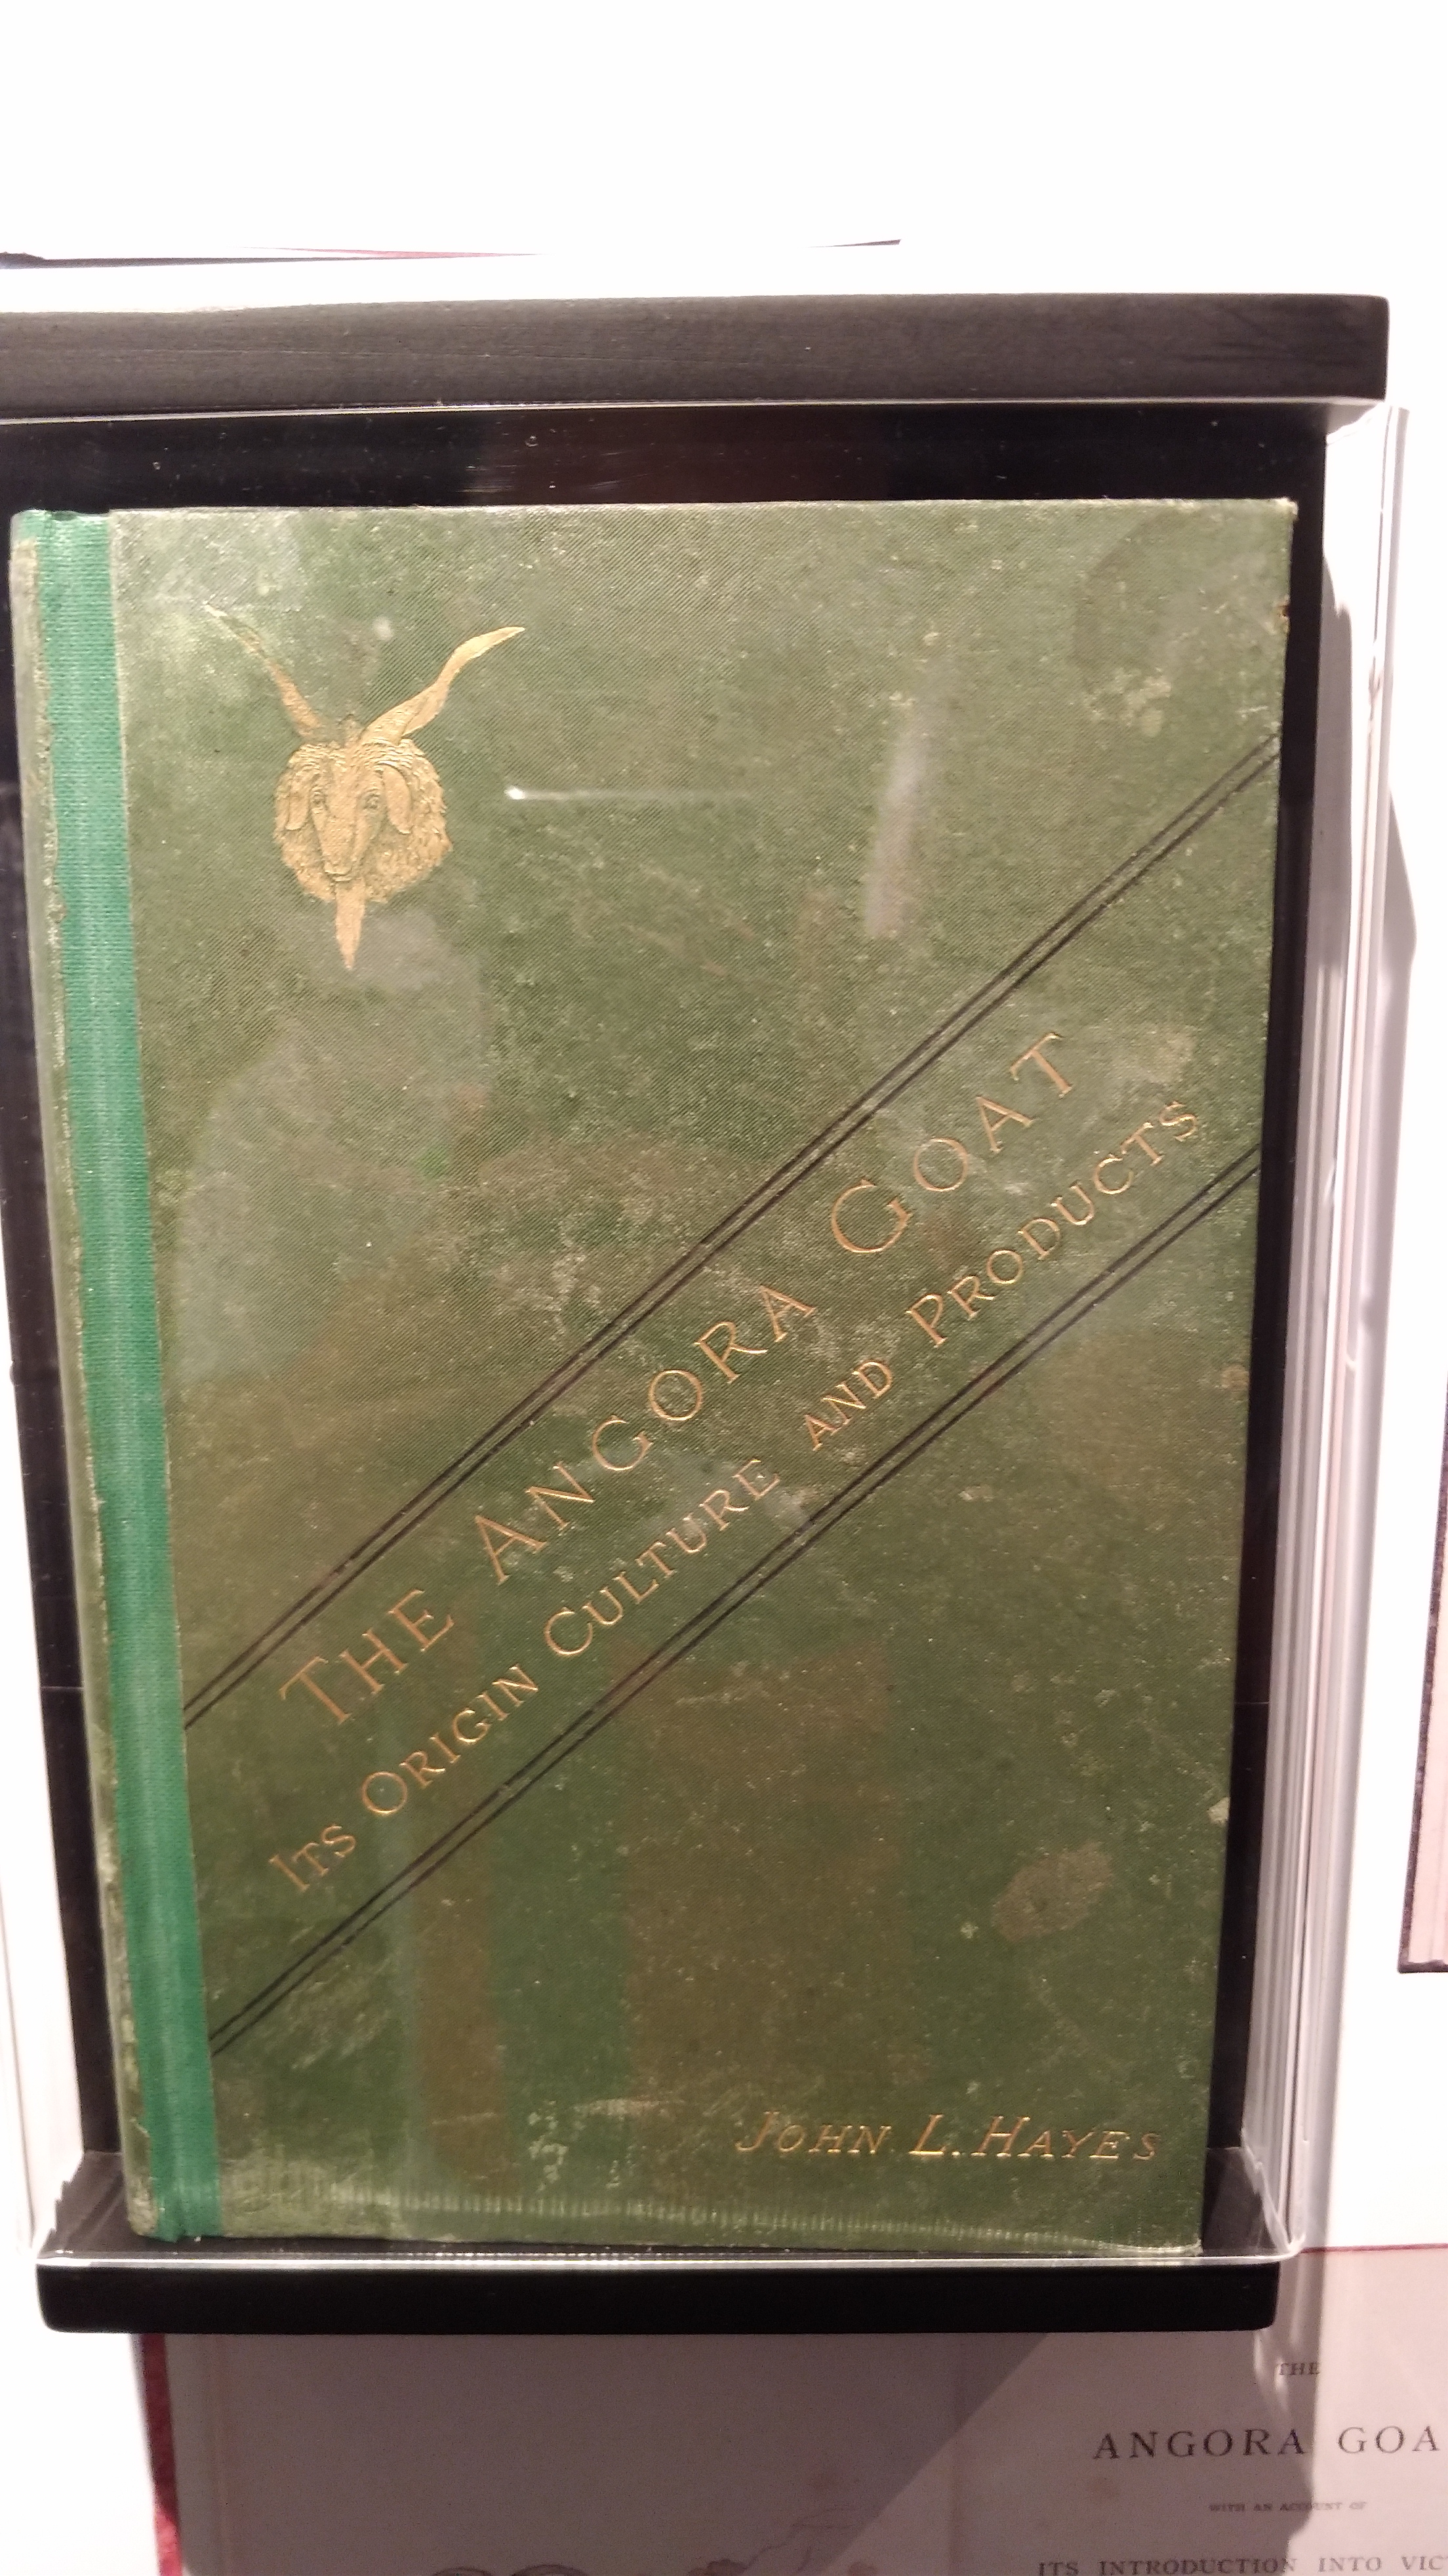 THE ANGORA GOAT
ITS ORIGIN CULTURE AND PRODUCTS
JOHN L. HAYES
THE
ANGORA GOA
WITH AN ACCOUNT OF
ITS INTRODUCTION INTO VIC